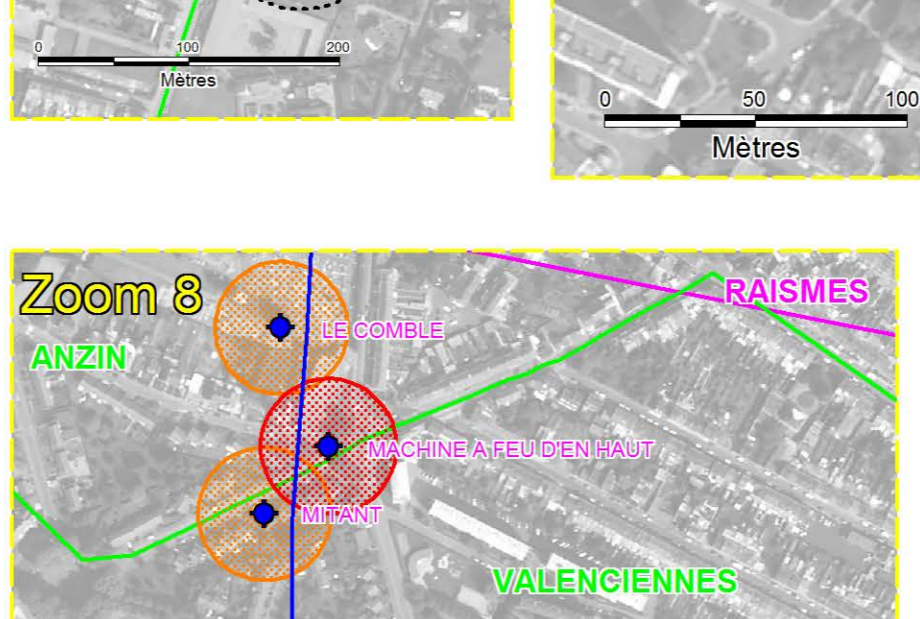 0 100 200
Mètres
0 50 100
Mètres
Zoom 8
RAISMES
LE COMBLE
ANZIN
MACHINE A FEU D'EN HAUT
MITANT
VALENCIENNES